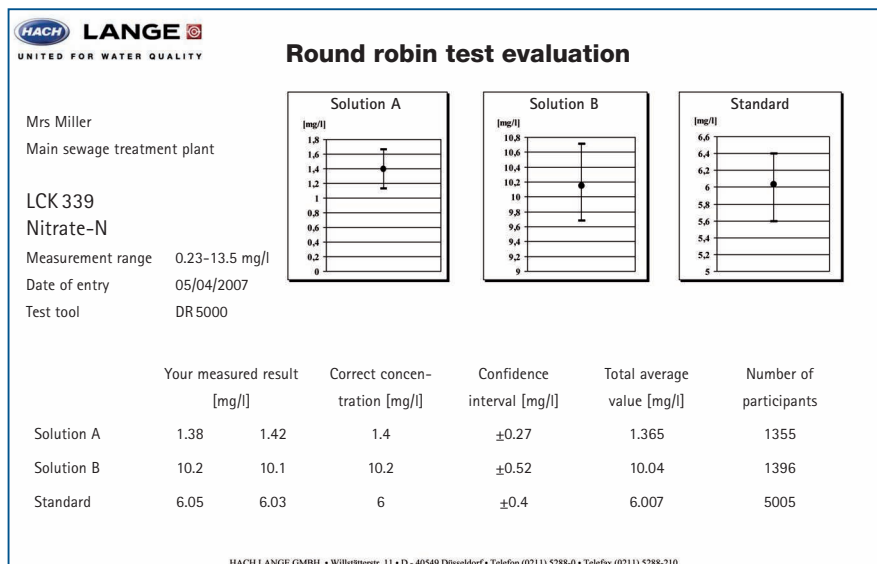 HACH LANGE
UNITED FOR WATER QUALITY
Round robin test evaluation
Mrs Miller
Main sewage treatment plant
LCK 339
Nitrate-N
Measurement range 0.23-13.5 mg/l
Date of entry 05/04/2007
Test tool DR 5000
Solution A
[mg/l]
1,8
1,6
1,4
1,2
1
0,8
0,6
0,4
0,2
0
Solution B
[mg/l]
10,8
10,6
10,4
10,2
10
9,8
9,6
9,4
9,2
9
Standard
[mg/l]
6,6
6,4
6,2
6
5,8
5,6
5,4
5,2
5
Your measured result Correct concen- Confidence Total average Number of
[mg/l] tration [mg/l] interval [mg/l] value [mg/l] participants
Solution A 1.38 1.42 1.4 ±0.27 1.365 1355
Solution B 10.2 10.1 10.2 ±0.52 10.04 1396
Standard 6.05 6.03 6 ±0.4 6.007 5005
HACH LANGE GMBH • Willstätterstr. 11 • D - 40549 Düsseldorf • Telefon (0211) 5288-0 • Telefax (0211) 5288-210